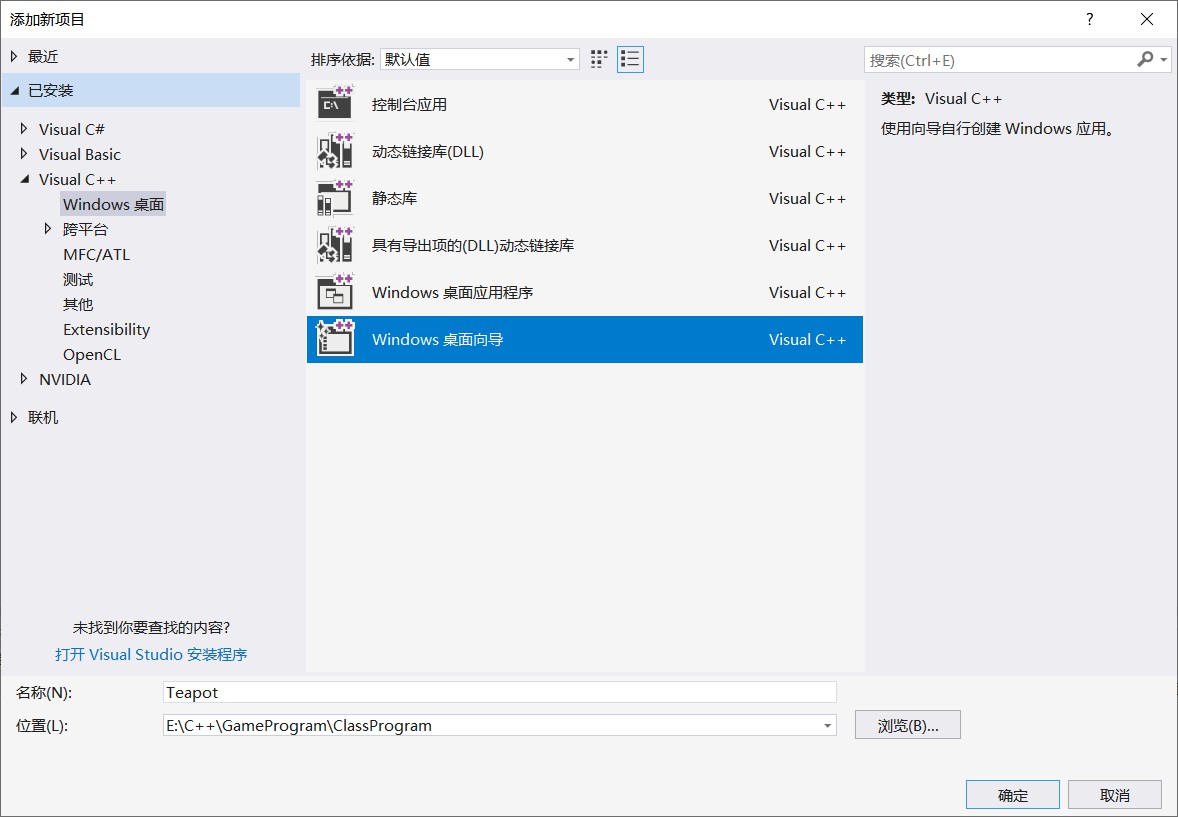 添加新项目
?
最近
已安装
Visual C#
Visual Basic
Visual C++
Windows 桌面
跨平台
MFC/ATL
测试
其他
Extensibility
OpenCL
NVIDIA
联机
未找到你要查找的内容?
打开 Visual Studio 安装程序
排序依据: 默认值
C:\
控制台应用 Visual C++
动态链接库(DLL) Visual C++
静态库 Visual C++
具有导出项的(DLL)动态链接库 Visual C++
Windows 桌面应用程序 Visual C++
Windows 桌面向导 Visual C++
搜索(Ctrl+E)
类型: Visual C++
使用向导自行创建 Windows 应用。
名称(N): Teapot
位置(L): E:\C++\GameProgram\ClassProgram
浏览(B)...
确定
取消